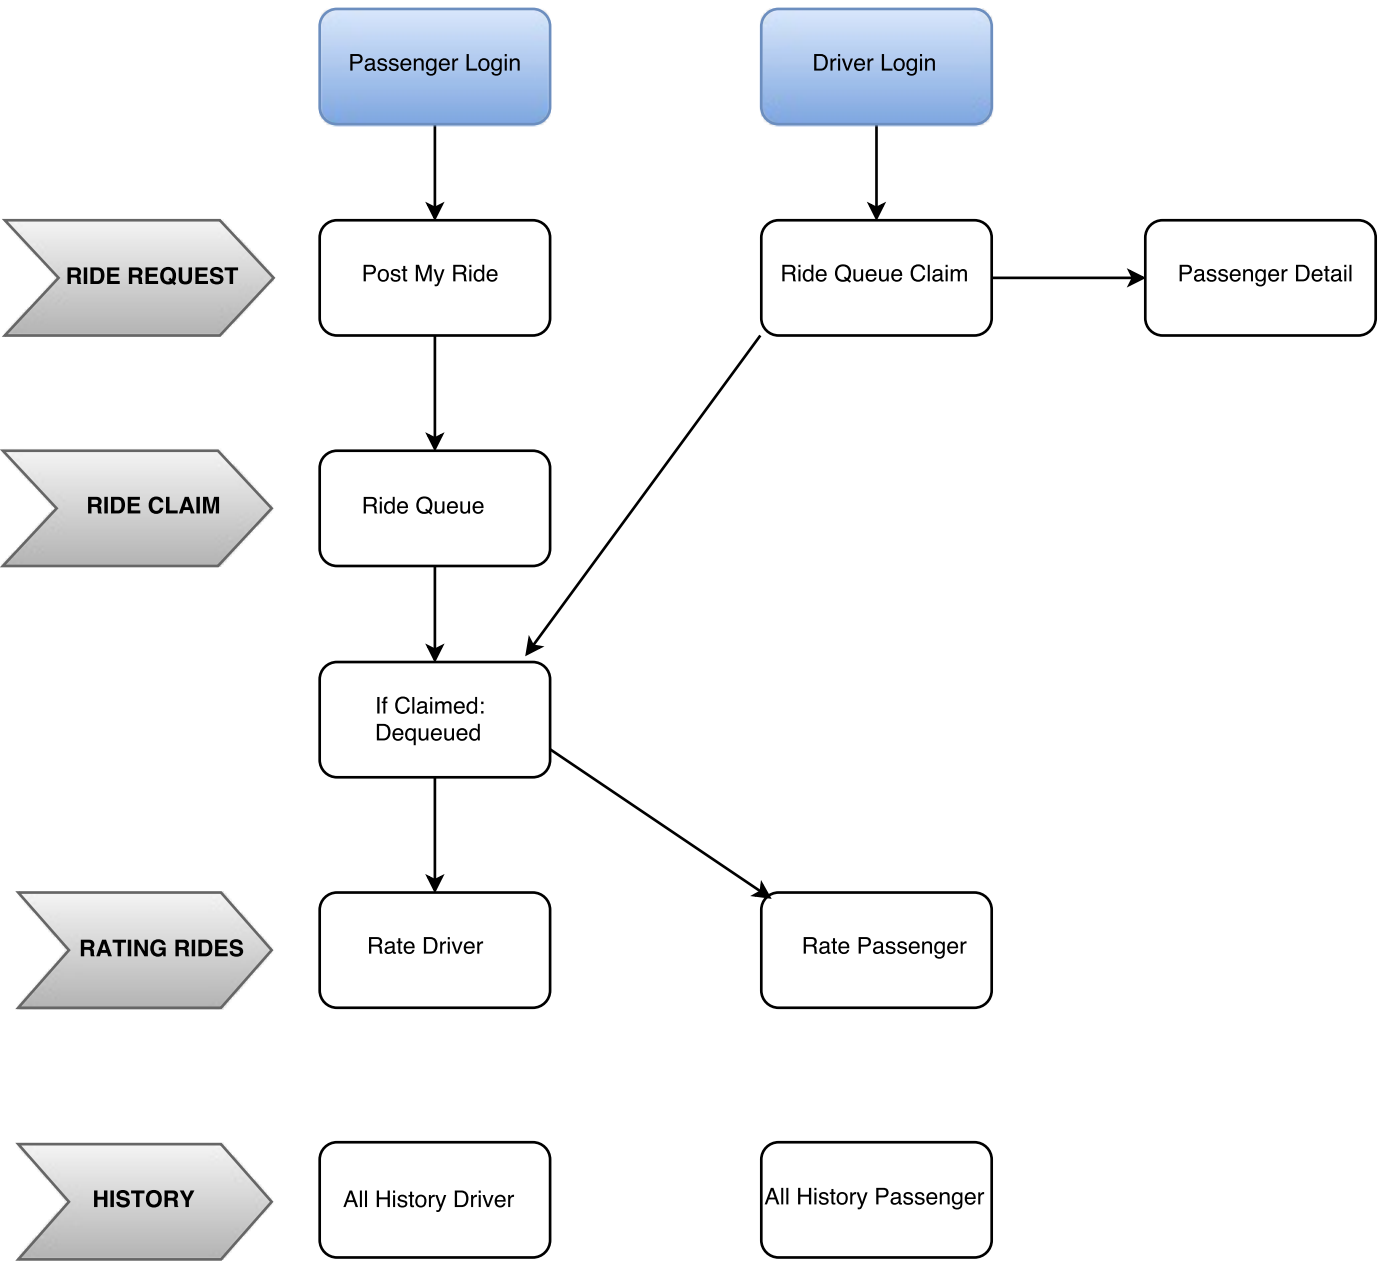 Passenger Login
Driver Login
RIDE REQUEST
Post My Ride
Ride Queue Claim
Passenger Detail
RIDE CLAIM
Ride Queue
If Claimed:
Dequeued
RATING RIDES
Rate Driver
Rate Passenger
HISTORY
All History Driver
All History Passenger